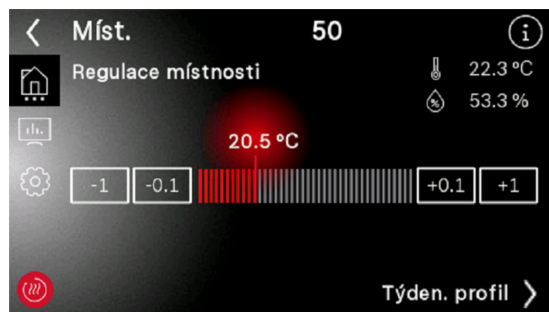 Míst. 50
Regulace místnosti
22.3 °C
53.3 %
20.5 °C
-1 -0.1 +0.1 +1
Týden. profil